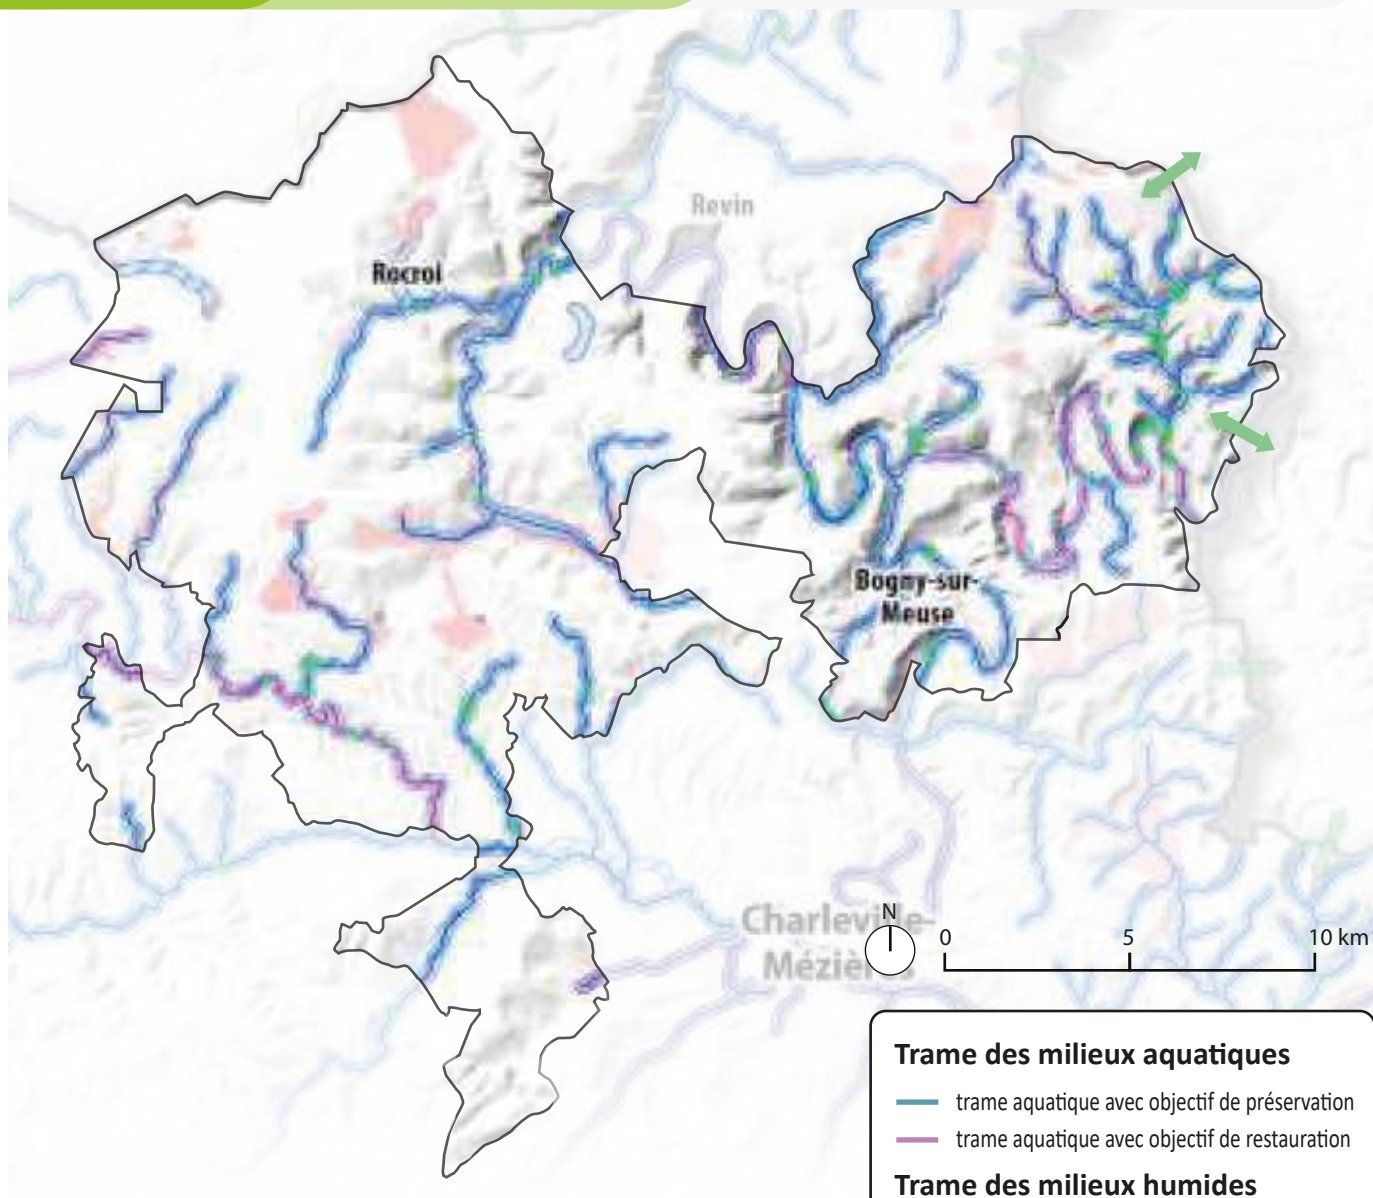 Revin
Rocroi
Bogny-sur-
Meuse
Charleville-
Mézières
N
0 5 10 km
Trame des milieux aquatiques
trame aquatique avec objectif de préservation
trame aquatique avec objectif de restauration
Trame des milieux humides